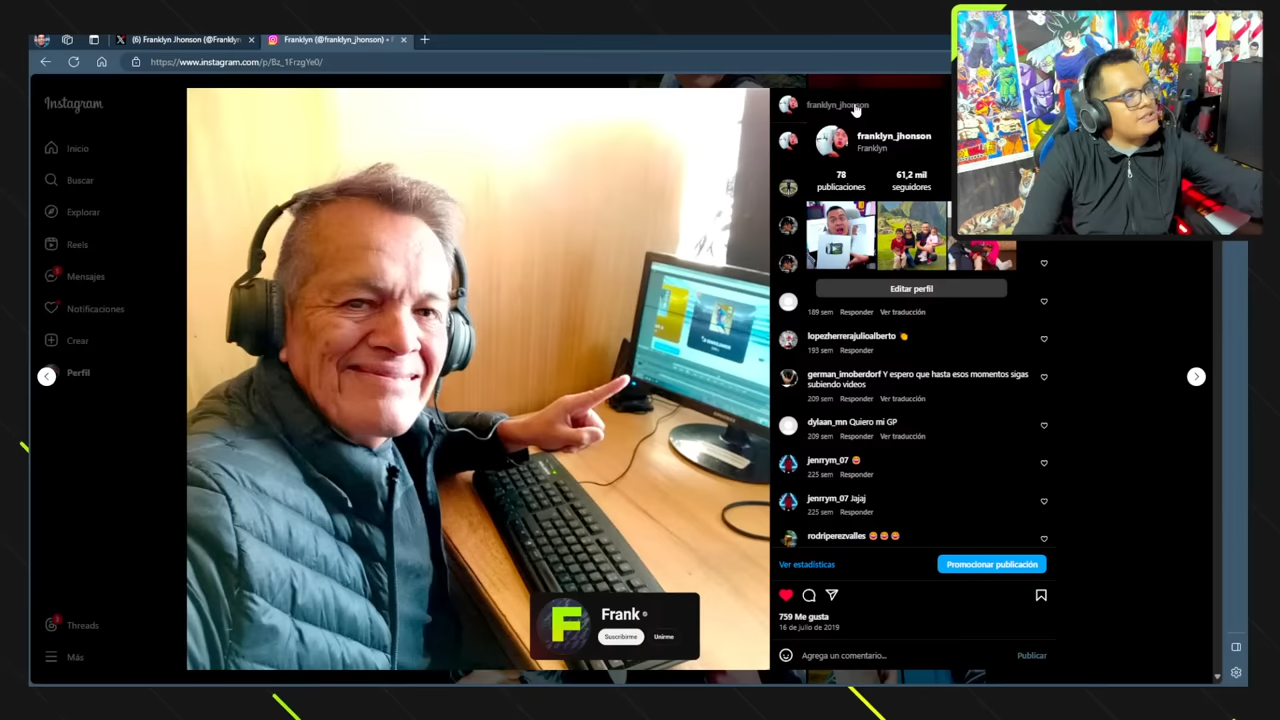 (6) Franklyn Jhonson (@Franklyn
Franklyn (@franklyn_jhonson) •
https://www.instagram.com/p/Bz_1FrzgYe0/
Instagram
Inicio
Buscar
Explorar
Reels
Mensajes
Notificaciones
Crear
Perfil
Threads
Más
franklyn_jhonson
franklyn_jhonson
Franklyn
78
publicaciones
61,2 mil
seguidores
Editar perfil
189 sem Responder Ver traducción
lopezherrerajulioalberto 👏
193 sem Responder
german_imoberdorf Y espero que hasta esos momentos sigas
subiendo videos
209 sem Responder Ver traducción
dylaan_mn Quiero mi GP
209 sem Responder Ver traducción
jenrrym_07
225 sem Responder
jenrrym_07 Jajaj
225 sem Responder
rodriperezvalles
Ver estadísticas
Promocionar publicación
759 Me gusta
16 de julio de 2019
Agrega un comentario...
Publicar
F
Frank
Suscribirme
Unirme